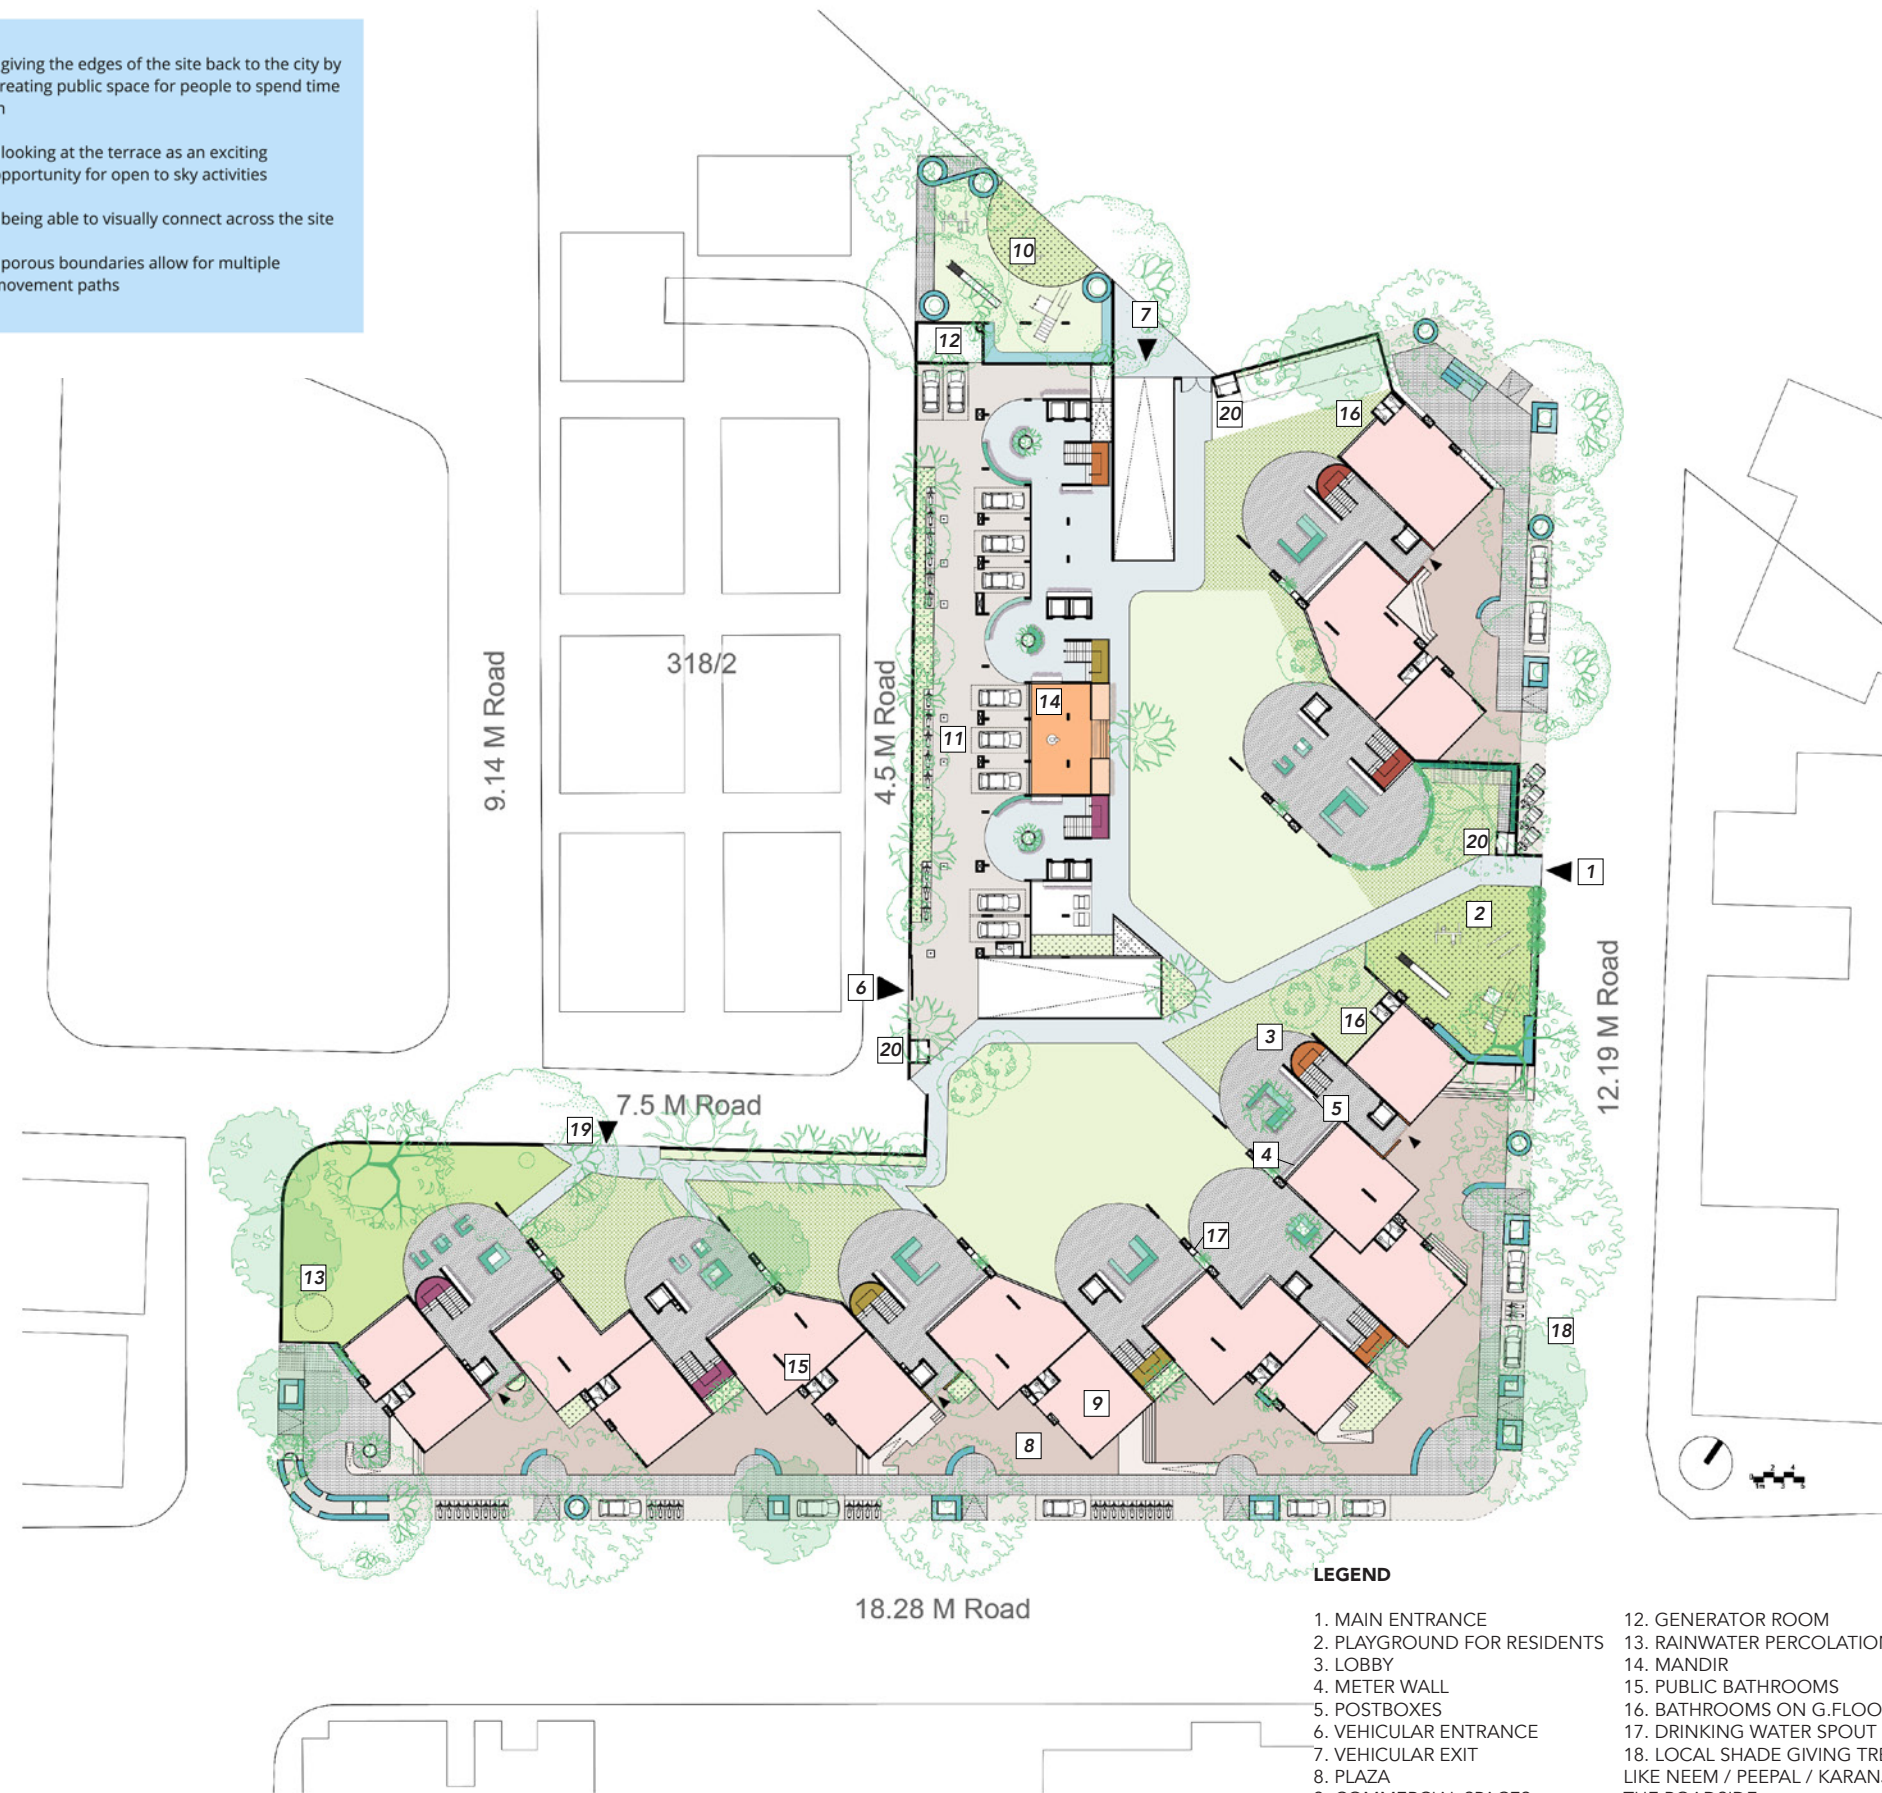 giving the edges of the site back to the city by
reating public space for people to spend time
looking at the terrace as an exciting
opportunity for open to sky activities
being able to visually connect across the site
porous boundaries allow for multiple
movement paths
10
7
12
20
16
318/2
9.14 M Road
4.5 M Road
14
11
20
1
2
6
20
16
3
12.19 M Road
7.5 M Road
19
5
4
17
13
18
15
9
8
18.28 M Road
LEGEND
1. MAIN ENTRANCE
2. PLAYGROUND FOR RESIDENTS
3. LOBBY
4. METER WALL
5. POSTBOXES
6. VEHICULAR ENTRANCE
7. VEHICULAR EXIT
8. PLAZA
12. GENERATOR ROOM
13. RAINWATER PERCOLATION
14. MANDIR
15. PUBLIC BATHROOMS
16. BATHROOMS ON G.FLOO
17. DRINKING WATER SPOUT
18. LOCAL SHADE GIVING TRE
LIKE NEEM / PEEPAL / KARAN